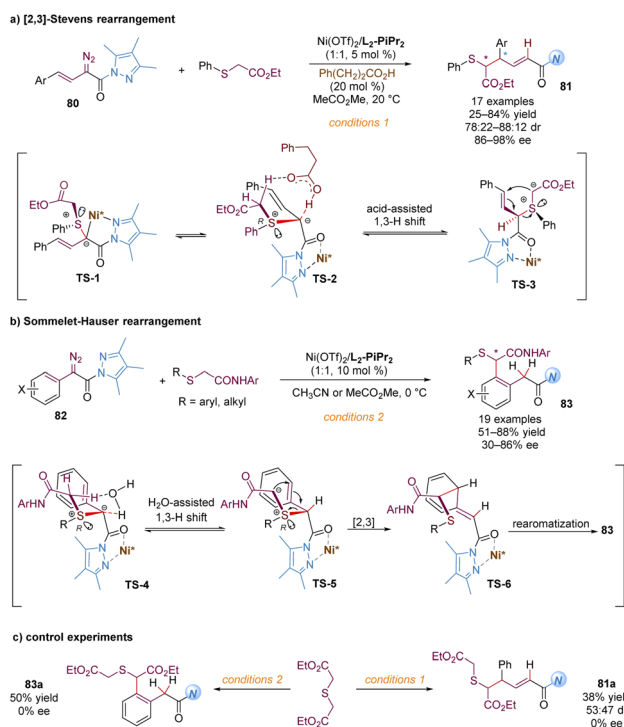 a) [2,3]-Stevens rearrangement
N2
Ar
O
N
N
80
+
Ph
S
CO2Et
Ni(OTf)2/L2-PiPr2
(1:1, 5 mol %)
Ph(CH2)2CO2H
(20 mol %)
MeCO2Me, 20 °C
conditions 1
Ar
H
S
*
*
Ph
CO2Et
O
N
81
17 examples
25–84% yield
78:22–88:12 dr
86–98% ee
O
EtO
S
Ni*
Ph
Ph
O
N
N
TS-1
Ph
H
O
O
H
EtO2C
S
Ph
R
O
N
N
Ni*
TS-2
acid-assisted
1,3-H shift
CO2Et
Ph
S
H
Ph
O
N
N
Ni*
TS-3
b) Sommelet-Hauser rearrangement
N2
X
O
N
N
82
+
R
S
CONHAr
R = aryl, alkyl
Ni(OTf)2/L2-PiPr2
(1:1, 10 mol %)
CH3CN or MeCO2Me, 0 °C
conditions 2
S
*
CONHAr
R
H
H
X
O
N
83
19 examples
51–88% yield
30–86% ee
O
ArHN
H
O
H
H
S
R
R
O
N
N
Ni*
TS-4
H2O-assisted
1,3-H shift
O
ArHN
H
S
R
R
O
N
N
Ni*
TS-5
[2,3]
O
ArHN
H
H
S
R
O
N
N
Ni*
TS-6
rearomatization
83
c) control experiments
EtO2C
S
CO2Et
H
H
O
N
83a
50% yield
0% ee
conditions 2
EtO2C
S
EtO2C
conditions 1
EtO2C
Ph
H
S
CO2Et
O
N
81a
38% yield
53:47 d
0% ee